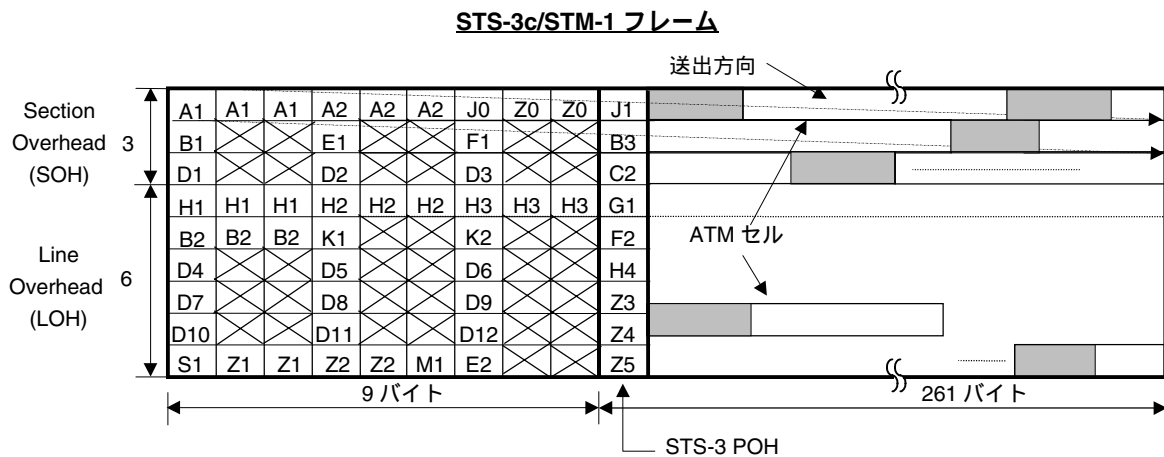 STS-3c/STM-1 フレーム
送出方向
Section
Overhead
(SOH)
3
A1 A1 A1 A2 A2 A2 J0 Z0 Z0 J1
B1 E1 F1 B3
D1 D2 D3 C2
Line
Overhead
(LOH)
6
H1 H1 H1 H2 H2 H2 H3 H3 H3 G1
B2 B2 B2 K1 K2 F2
ATM セル
D4 D5 D6 H4
D7 D8 D9 Z3
D10 D11 D12 Z4
S1 Z1 Z1 Z2 Z2 M1 E2 Z5
9 バイト
261 バイト
STS-3 POH